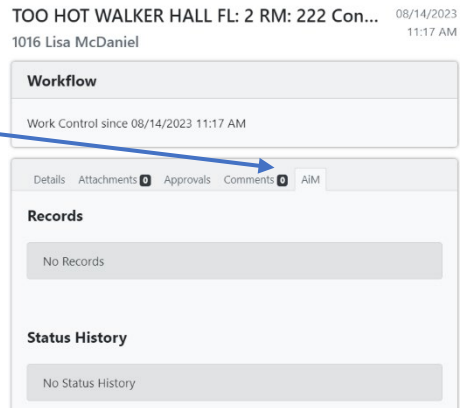 TOO HOT WALKER HALL FL: 2 RM: 222 Con... 08/14/2023
11:17 AM
1016 Lisa McDaniel
Workflow
Work Control since 08/14/2023 11:17 AM
Details Attachments 0 Approvals Comments 0 AiM
Records
No Records
Status History
No Status History